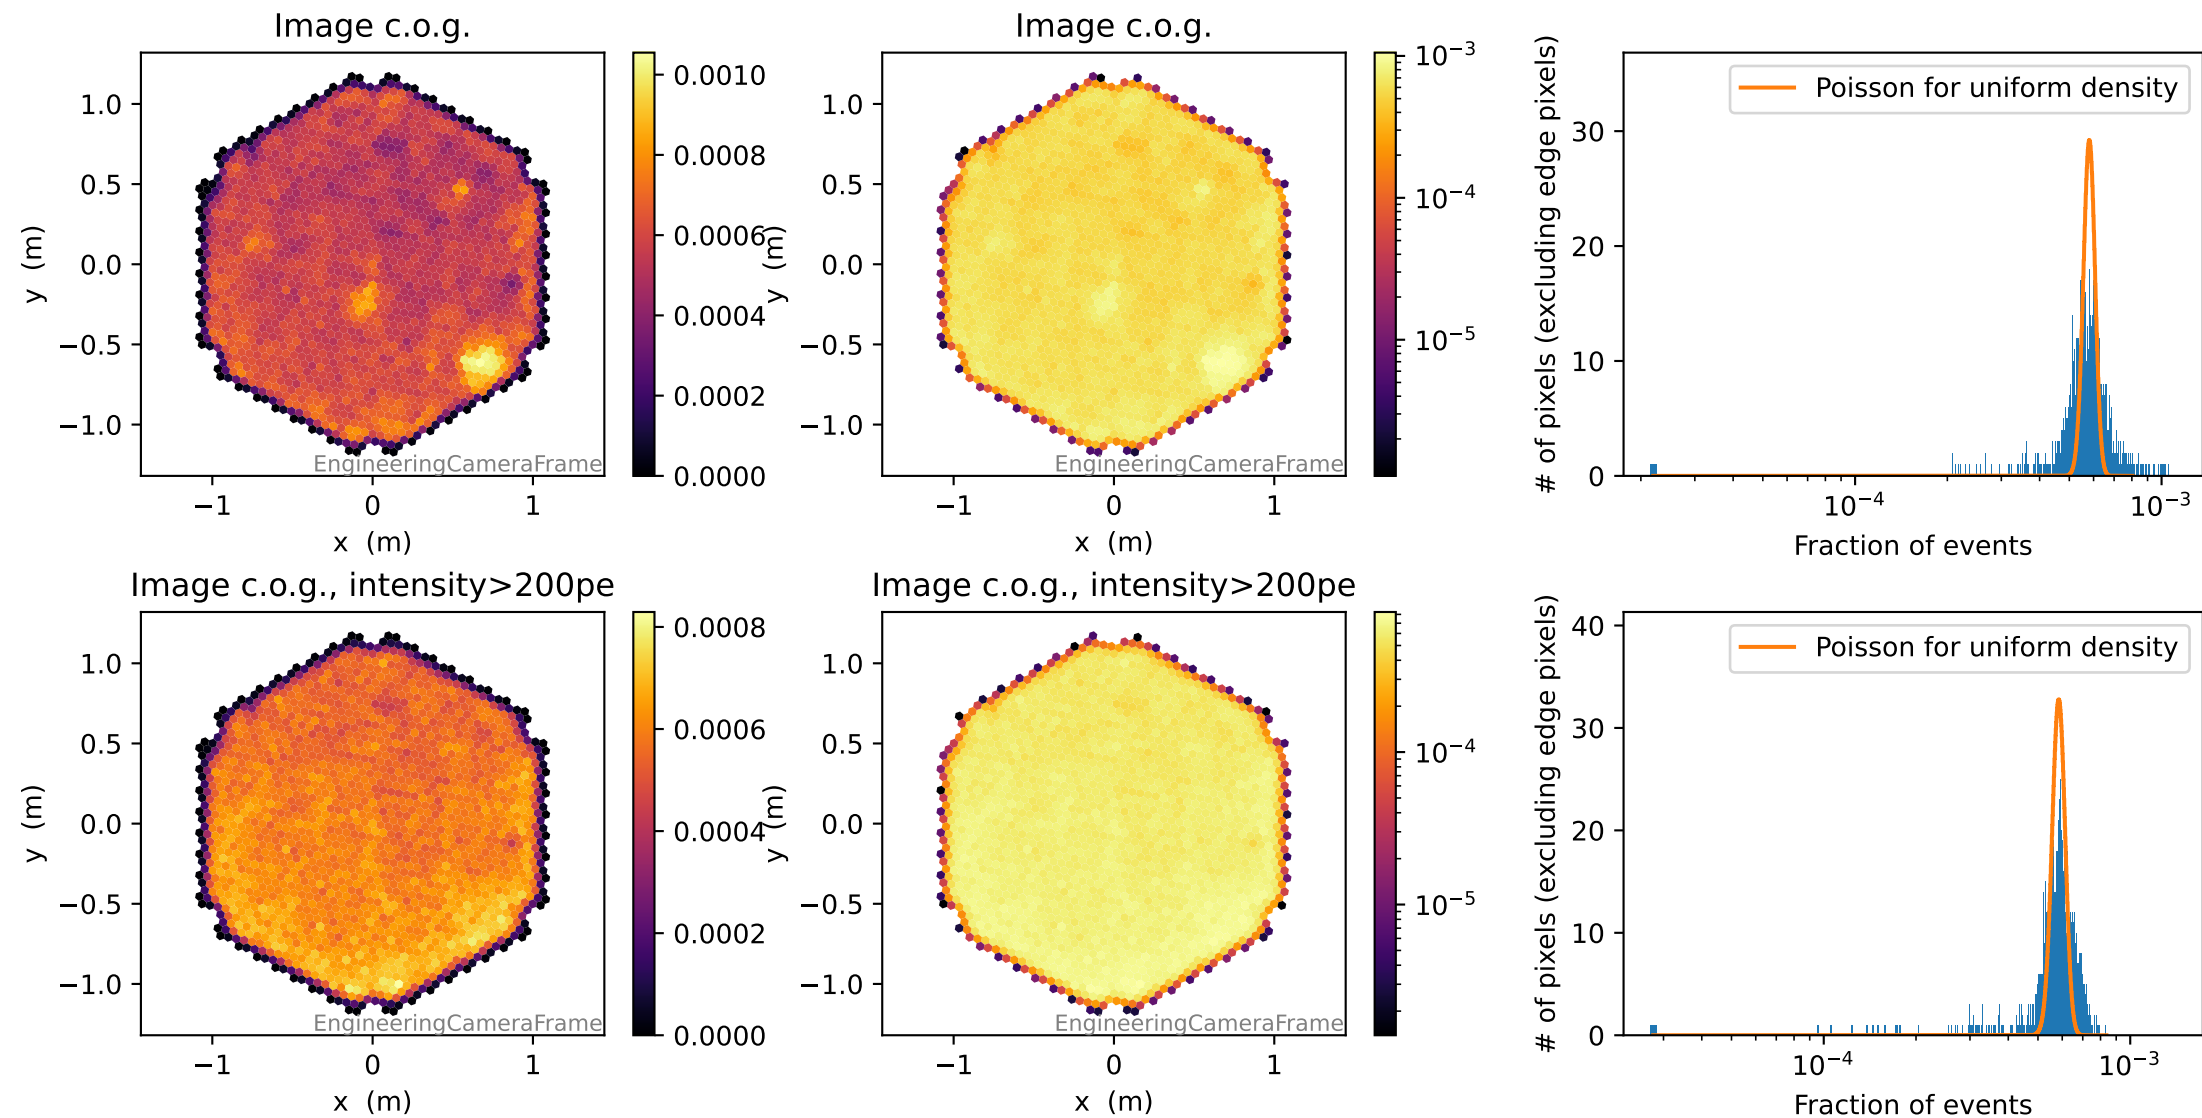 Image c.o.g.
1.0
0.5
0.0
−0.5
−1.0
y (m)
−1
0
1
x (m)
EngineeringCameraFrame
0.0010
0.0008
0.0006
0.0004
0.0002
0.0000
Image c.o.g.
1.0
0.5
0.0
−0.5
−1.0
y (m)
−1
0
1
x (m)
EngineeringCameraFrame
10⁻³
10⁻⁴
10⁻⁵
Poisson for uniform density
# of pixels (excluding edge pixels)
30
20
10
0
10⁻⁴
10⁻³
Fraction of events
Image c.o.g., intensity>200pe
1.0
0.5
0.0
−0.5
−1.0
y (m)
−1
0
1
x (m)
EngineeringCameraFrame
0.0008
0.0006
0.0004
0.0002
0.0000
Image c.o.g., intensity>200pe
1.0
0.5
0.0
−0.5
−1.0
y (m)
−1
0
1
x (m)
EngineeringCameraFrame
10⁻⁴
10⁻⁵
Poisson for uniform density
# of pixels (excluding edge pixels)
40
30
20
10
0
10⁻⁴
10⁻³
Fraction of events